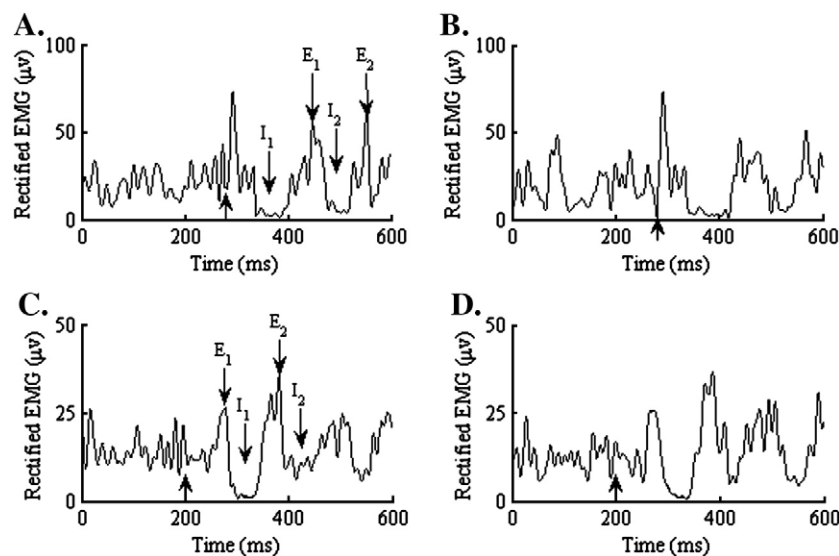 A.
100
50
0
Rectified EMG (μv)
E1
E2
I1
I2
0 200 400 600
Time (ms)
B.
100
50
0
Rectified EMG (μv)
0 200 400 600
Time (ms)
C.
50
25
0
Rectified EMG (μv)
E1
E2
I1
I2
0 200 400 600
Time (ms)
D.
50
25
0
Rectified EMG (μv)
0 200 400 600
Time (ms)